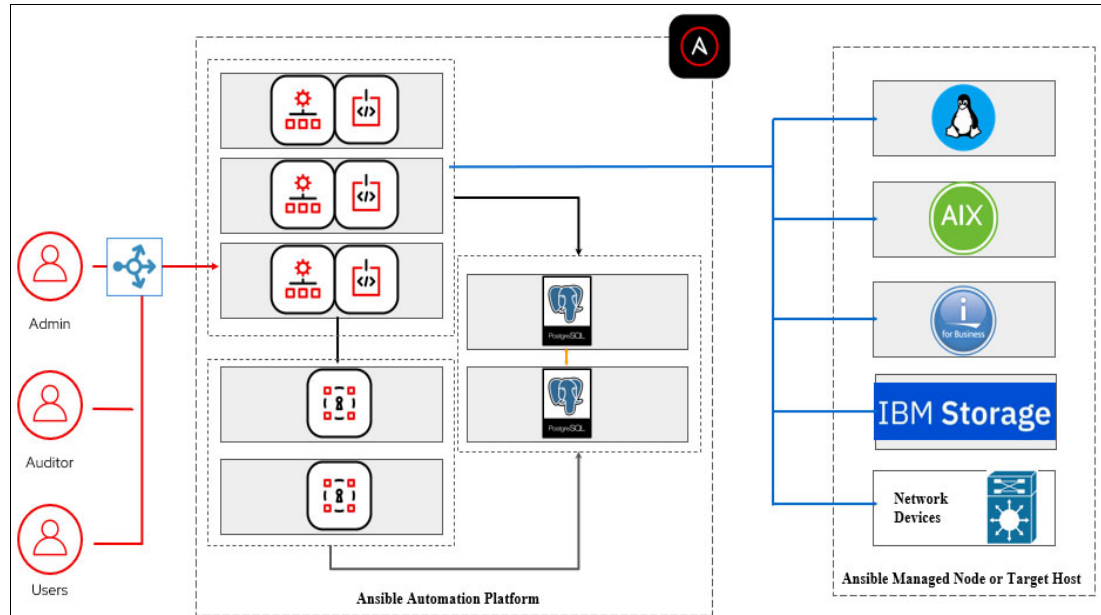 Admin
Auditor
Users
</>
</>
</>
PostgreSQL
PostgreSQL
Ansible Automation Platform
A
AIX
i
for Business
IBM Storage
Network
Devices
Ansible Managed Node or Target Host